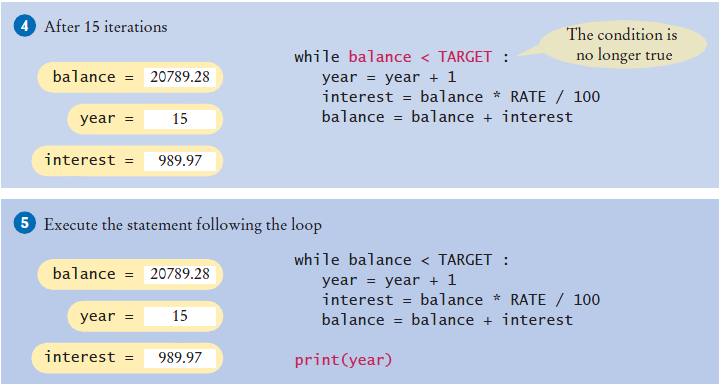 4 After 15 iterations
balance = 20789.28
year = 15
interest = 989.97
while balance < TARGET :
year = year + 1
interest = balance * RATE / 100
balance = balance + interest
The condition is
no longer true
5 Execute the statement following the loop
balance = 20789.28
year = 15
interest = 989.97
while balance < TARGET :
year = year + 1
interest = balance * RATE / 100
balance = balance + interest
print(year)